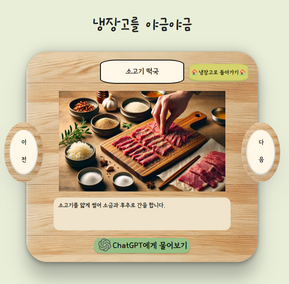 냉장고를 야금야금
소고기 떡국
냉장고로 돌아가기
이
전
다
음
소고기를 얇게 썰어 소금과 후추로 간을 합니다.
ChatGPT에게 물어보기